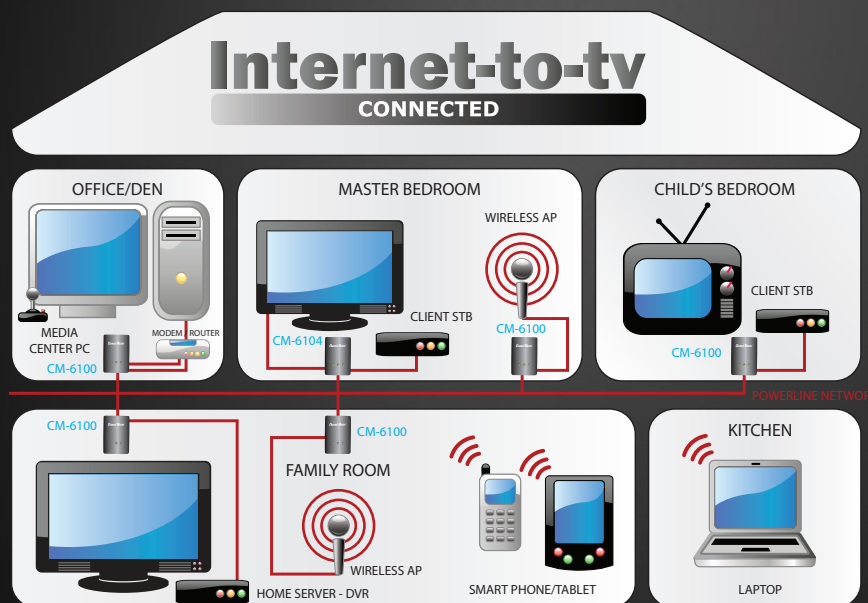 Internet-to-tv
CONNECTED
OFFICE/DEN
MEDIA
CENTER PC
MODEM / ROUTER
CM-6100
MASTER BEDROOM
WIRELESS AP
CLIENT STB
CM-6104
CM-6100
CHILD'S BEDROOM
CLIENT STB
CM-6100
POWERLINE NETWOR
CM-6100
CM-6100
FAMILY ROOM
WIRELESS AP
HOME SERVER - DVR
SMART PHONE/TABLET
KITCHEN
LAPTOP